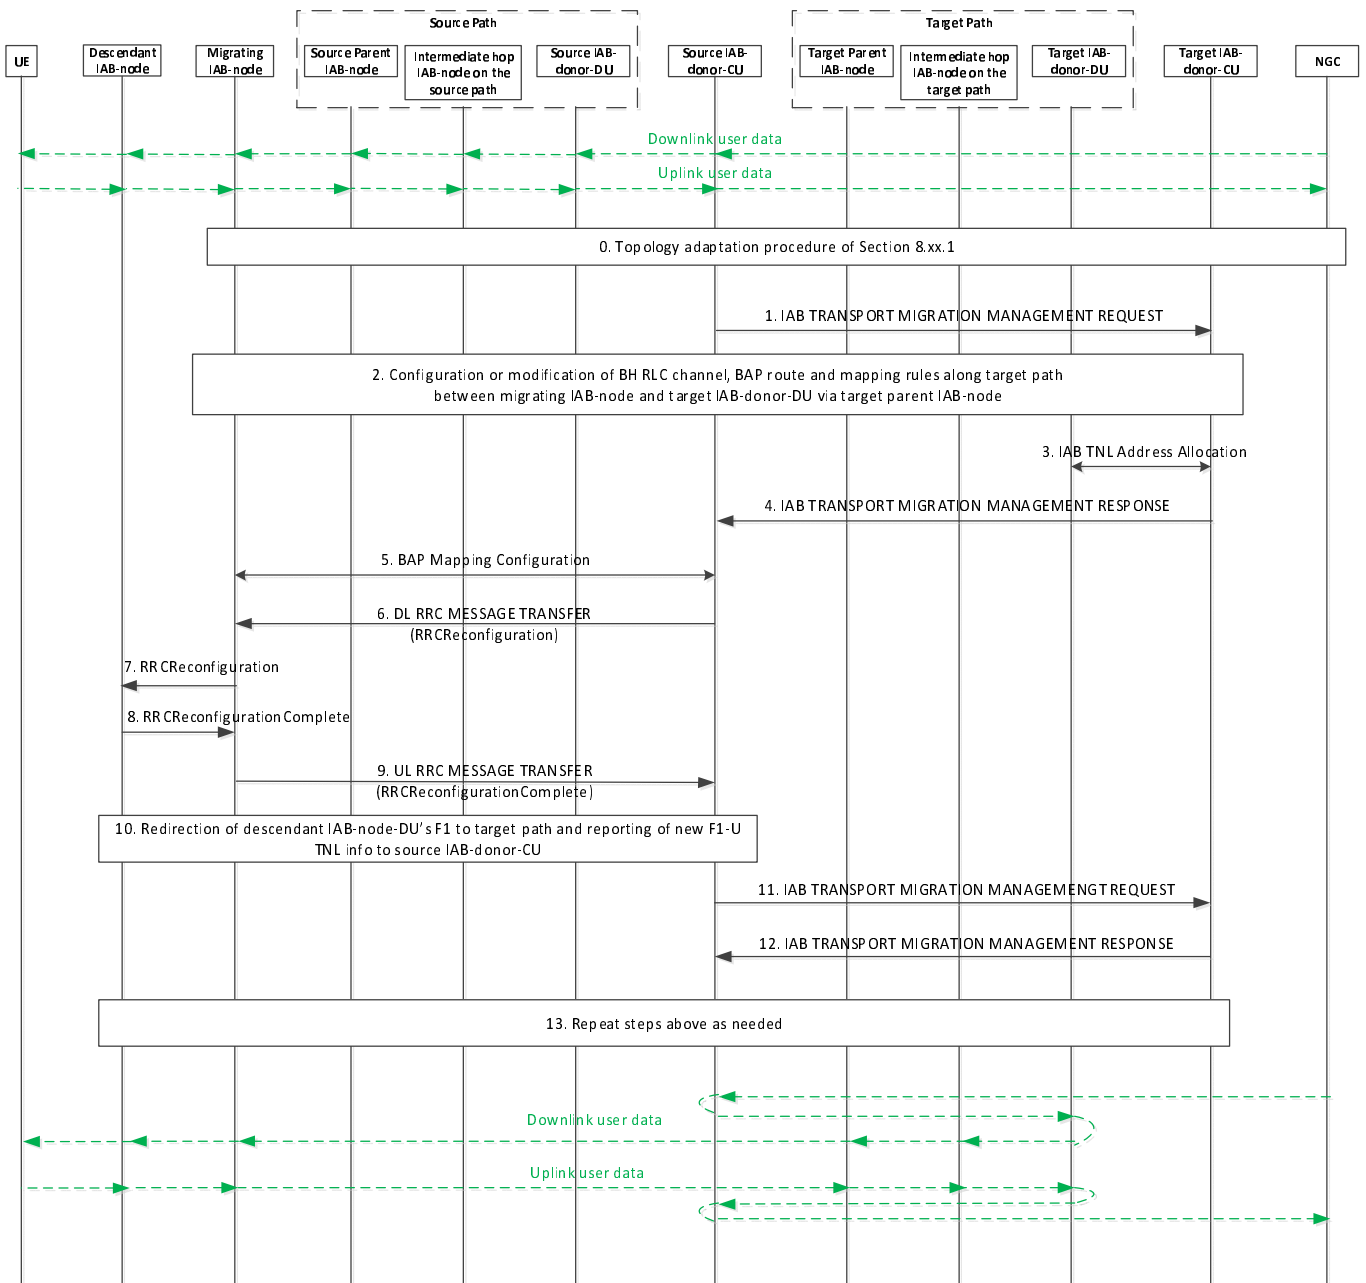 Source Path
Target Path
UE
Descendant
IAB-node
Migrating
IAB-node
Source Parent
IAB-node
Intermediate hop
IAB-node on the
source path
Source IAB-
donor-DU
Source IAB-
donor-CU
Target Parent
IAB-node
Intermediate hop
IAB-node on the
target path
Target IAB-
donor-DU
Target IAB-
donor-CU
NGC
Downlink user data
Uplink user data
0. Topology adaptation procedure of Section 8.xx.1
1. IAB TRANSPORT MIGRATION MANAGEMENT REQUEST
2. Configuration or modification of BH RLC channel, BAP route and mapping rules along target path
between migrating IAB-node and target IAB-donor-DU via target parent IAB-node
3. IAB TNL Address Allocation
4. IAB TRANSPORT MIGRATION MANAGEMENT RESPONSE
5. BAP Mapping Configuration
6. DL RRC MESSAGE TRANSFER
(RRCReconfiguration)
7. RRCReconfiguration
8. RRCReconfigurationComplete
9. UL RRC MESSAGE TRANSFER
(RRCReconfigurationComplete)
10. Redirection of descendant IAB-node-DU's F1 to target path and reporting of new F1-U
TNL info to source IAB-donor-CU
11. IAB TRANSPORT MIGRATION MANAGEMENGT REQUEST
12. IAB TRANSPORT MIGRATION MANAGEMENT RESPONSE
13. Repeat steps above as needed
Downlink user data
Uplink user data